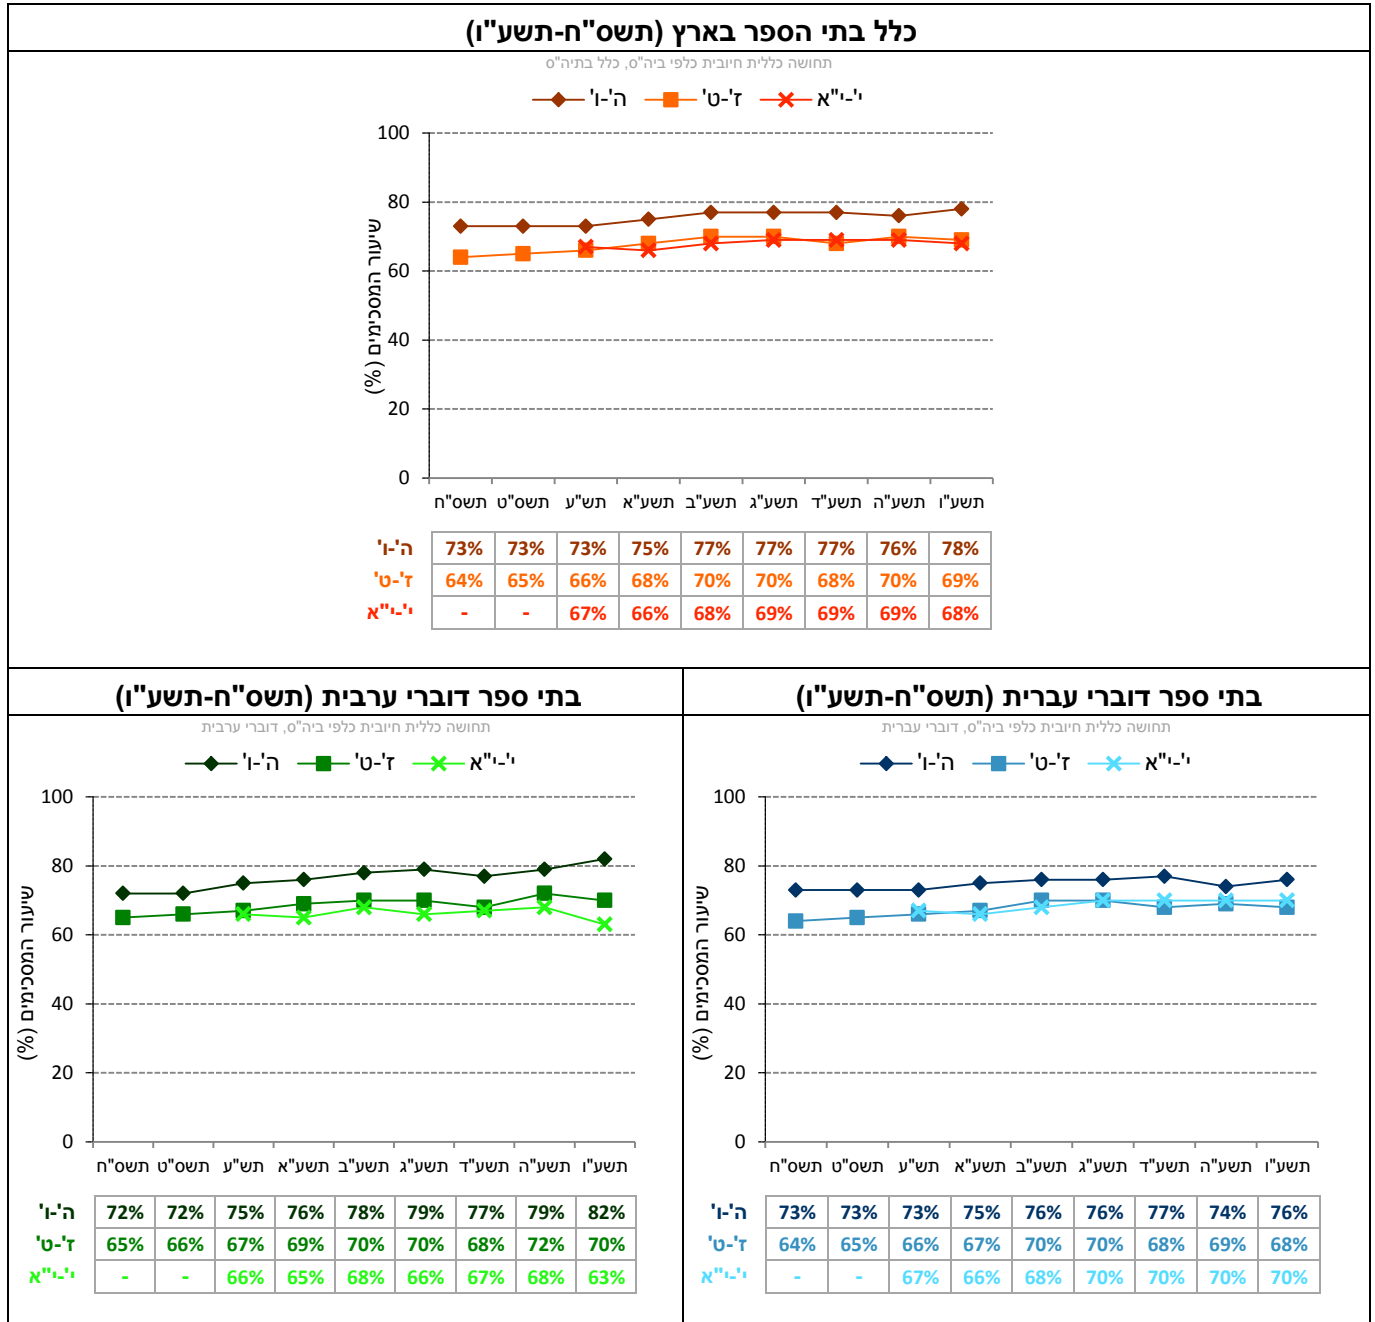 כלל בתי הספר בארץ (תשס"ח-תשע"ו)
תחושה כללית חיובית כלפי ביה"ס, כלל בתיה"ס
ה'-ו' ז'-ט' י'-י"א
שיעור המסכימים (%)
100
80
60
40
20
0
תשס"ח תשס"ט תש"ע תשע"א תשע"ב תשע"ג תשע"ד תשע"ה תשע"ו
ה'-ו' 73% 73% 73% 75% 77% 77% 77% 76% 78%
ז'-ט' 64% 65% 66% 68% 70% 70% 68% 70% 69%
י'-י"א - - 67% 66% 68% 69% 69% 69% 68%
בתי ספר דוברי עברית (תשס"ח-תשע"ו)
תחושה כללית חיובית כלפי ביה"ס, דוברי עברית
ה'-ו' ז'-ט' י'-י"א
שיעור המסכימים (%)
100
80
60
40
20
0
תשס"ח תשס"ט תש"ע תשע"א תשע"ב תשע"ג תשע"ד תשע"ה תשע"ו
ה'-ו' 73% 73% 73% 75% 76% 76% 77% 74% 76%
ז'-ט' 64% 65% 66% 67% 70% 70% 68% 69% 68%
י'-י"א - - 67% 66% 68% 70% 70% 70% 70%
בתי ספר דוברי ערבית (תשס"ח-תשע"ו)
תחושה כללית חיובית כלפי ביה"ס, דוברי ערבית
ה'-ו' ז'-ט' י'-י"א
שיעור המסכימים (%)
100
80
60
40
20
0
תשס"ח תשס"ט תש"ע תשע"א תשע"ב תשע"ג תשע"ד תשע"ה תשע"ו
ה'-ו' 72% 72% 75% 76% 78% 79% 77% 79% 82%
ז'-ט' 65% 66% 67% 69% 70% 70% 68% 72% 70%
י'-י"א - - 66% 65% 68% 66% 67% 68% 63%